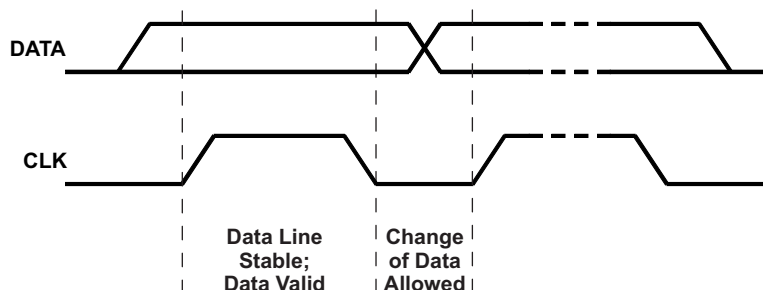 DATA
CLK
Data Line
Stable;
Data Valid
Change
of Data
Allowed